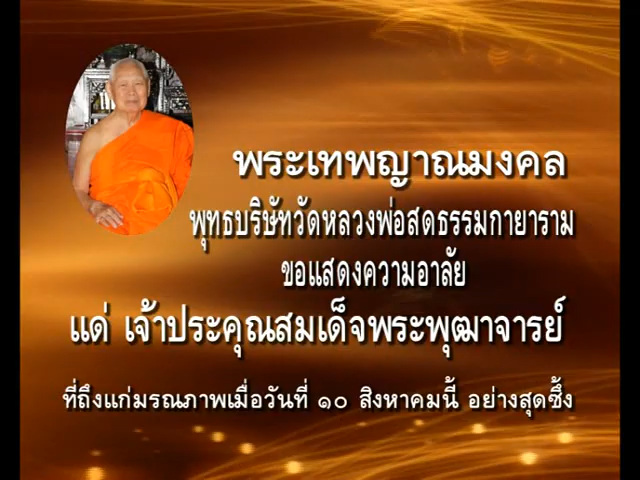 พระเทพญาณมงคล
พุทธบริษัทวัดหลวงพ่อสดธรรมกายาราม
ขอแสดงความอาลัย
แด่ เจ้าประคุณสมเด็จพระพุฒาจารย์
ที่ถึงแก่มรณภาพเมื่อวันที่ ๑๐ สิงหาคมนี้ อย่างสุดซึ้ง